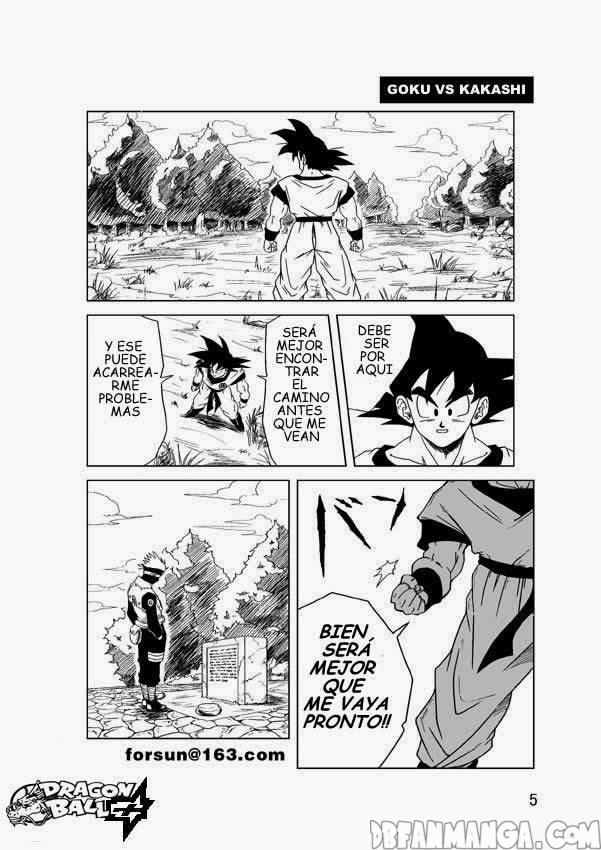 GOKU VS KAKASHI
DEBE
SER
POR
AQUI
SERÁ
MEJOR
ENCON-
TRAR
EL
CAMINO
ANTES
QUE ME
VEAN
Y ESE
PUEDE
ACARREA-
RME
PROBLE-
MAS
BIEN,
SERÁ
MEJOR
QUE
ME VAYA
PRONTO!!
forsun@163.com
DRAGON
BALL
5
DBFANMANGA.COM